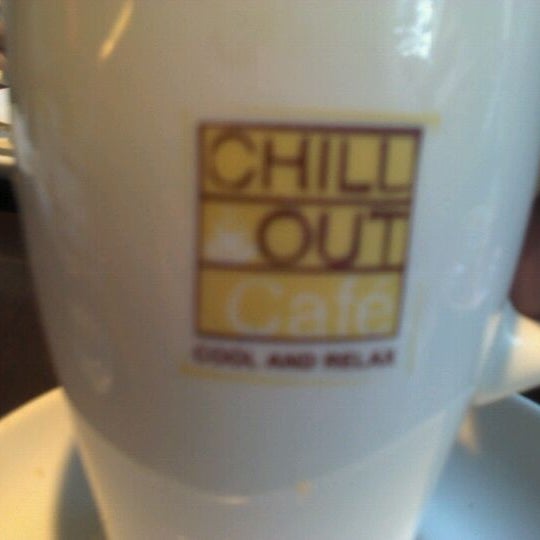 CHILL
OUT
Café
COOL AND RELAX